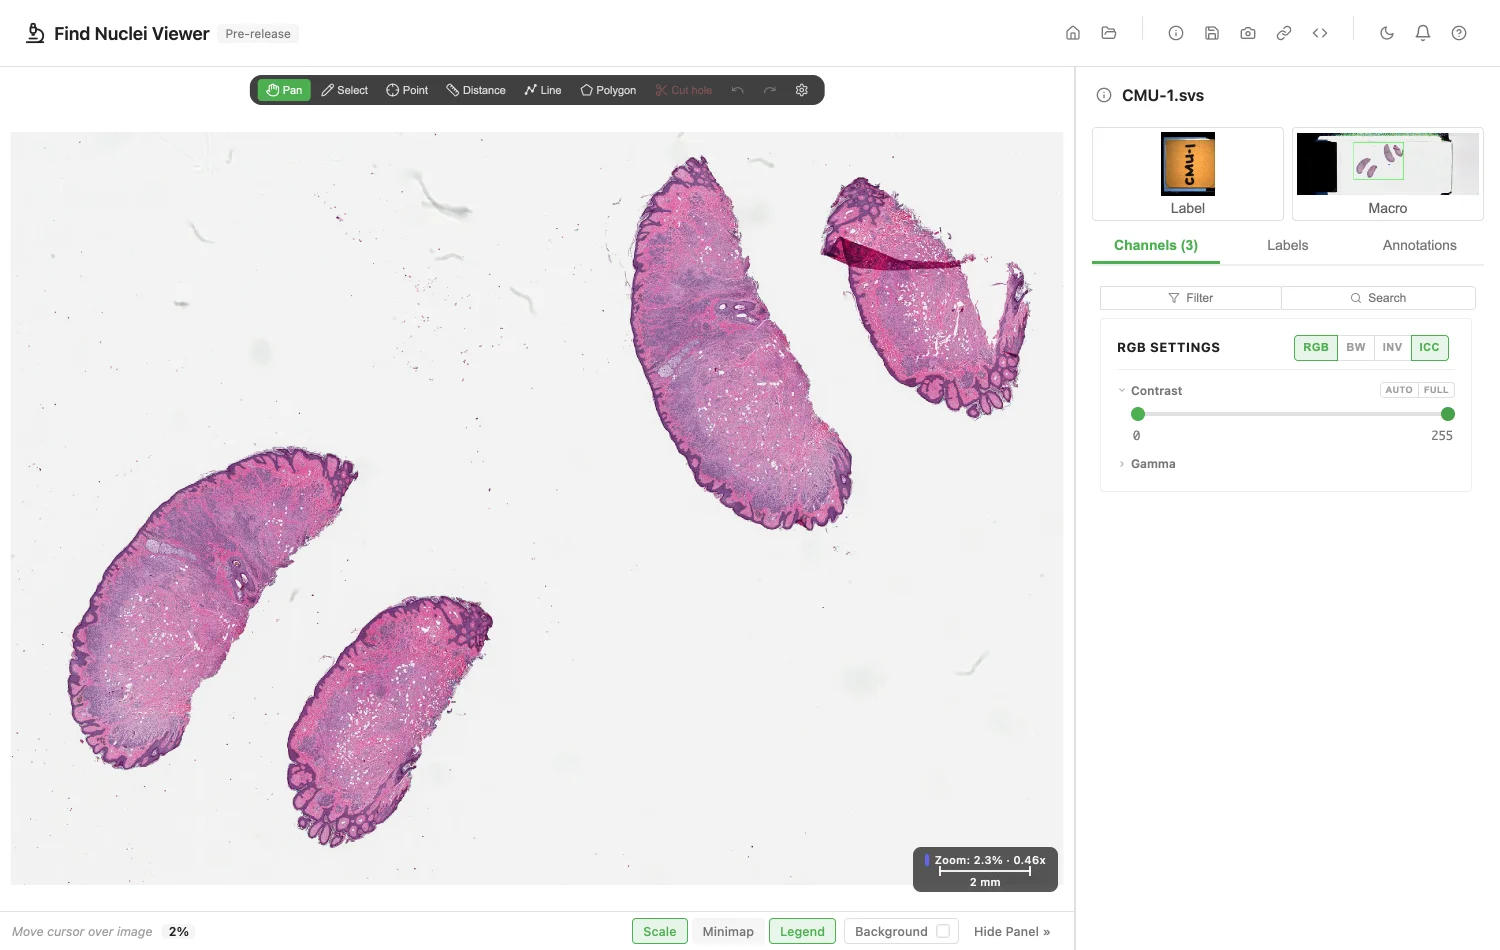 Find Nuclei Viewer Pre-release
Pan Select Point Distance Line Polygon Cut hole
CMU-1.svs
CMU-1
Label Macro
Channels (3) Labels Annotations
Filter Search
RGB SETTINGS RGB BW INV ICC
Contrast AUTO FULL
0 255
Gamma
Zoom: 2.3% · 0.46x
2 mm
Move cursor over image 2% Scale Minimap Legend Background Hide Panel »